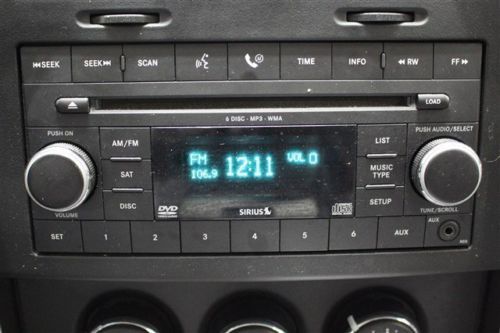 SEEK SEEK SCAN TIME INFO RW FF
LOAD
6 DISC - MP3 - WMA
PUSH ON PUSH AUDIO/SELECT
AM/FM LIST
FM 12:11 VOL 0
106.9
SAT MUSIC TYPE
DISC SETUP
DVD SIRIUS disc
VOLUME TUNE/SCROLL
AUX
SET 1 2 3 4 5 6 AUX